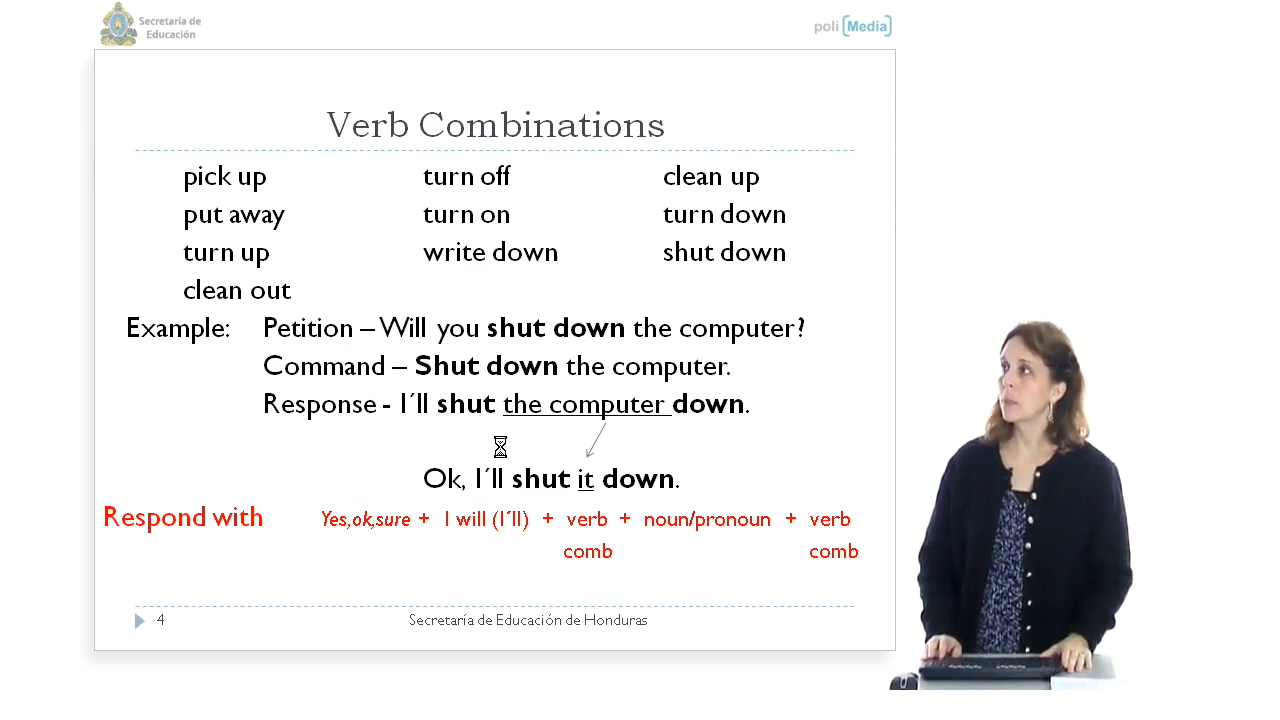 Secretaría de
Educación
poli [Media]
Verb Combinations
pick up turn off clean up
put away turn on turn down
turn up write down shut down
clean out
Example: Petition – Will you shut down the computer?
Command – Shut down the computer.
Response - I´ll shut the computer down.
Ok, I´ll shut it down.
Respond with Yes,ok,sure + I will (I´ll) + verb + noun/pronoun + verb
comb comb
4 Secretaría de Educación de Honduras